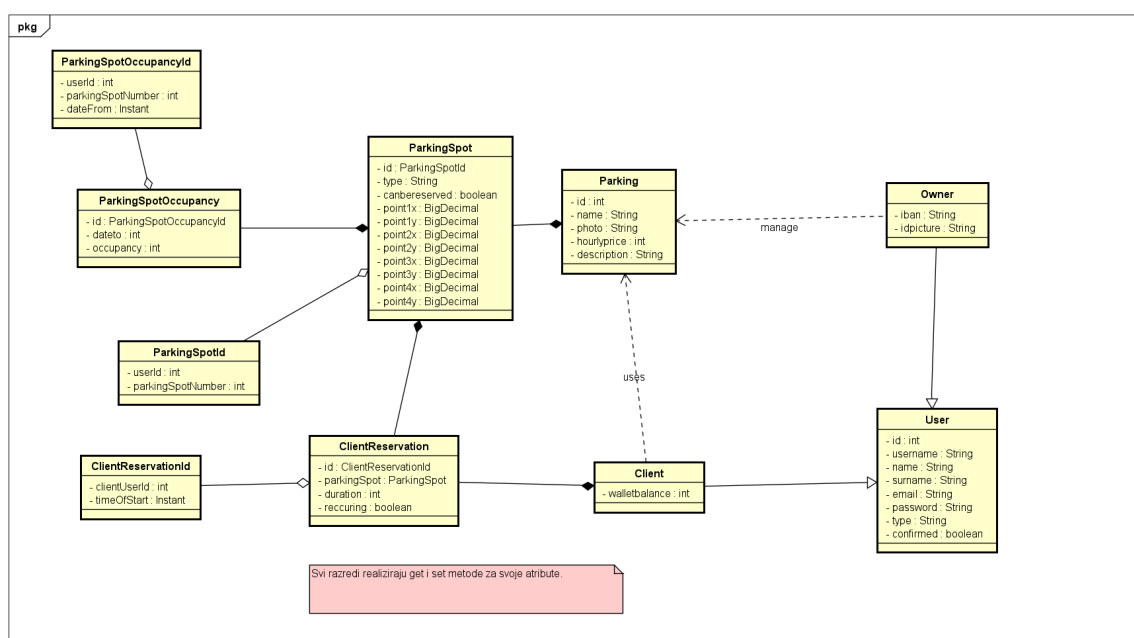 pkg
ParkingSpotOccupancyId
- userId : int
- parkingSpotNumber : int
- dateFrom : Instant
ParkingSpotOccupancy
- id : ParkingSpotOccupancyId
- dateto : int
- occupancy : int
ParkingSpot
- id : ParkingSpotId
- type : String
- canbereserved : boolean
- point1x : BigDecimal
- point1y : BigDecimal
- point2x : BigDecimal
- point2y : BigDecimal
- point3x : BigDecimal
- point3y : BigDecimal
- point4x : BigDecimal
- point4y : BigDecimal
Parking
- id : int
- name : String
- photo : String
- hourlyprice : int
- description : String
manage
Owner
- iban : String
- idpicture : String
ParkingSpotId
- userId : int
- parkingSpotNumber : int
uses
ClientReservationId
- clientUserId : int
- timeOfStart : Instant
ClientReservation
- id : ClientReservationId
- parkingSpot : ParkingSpot
- duration : int
- reccuring : boolean
Client
- walletbalance : int
User
- id : int
- username : String
- name : String
- surname : String
- email : String
- password : String
- type : String
- confirmed : boolean
Svi razredi realiziraju get i set metode za svoje atribute.